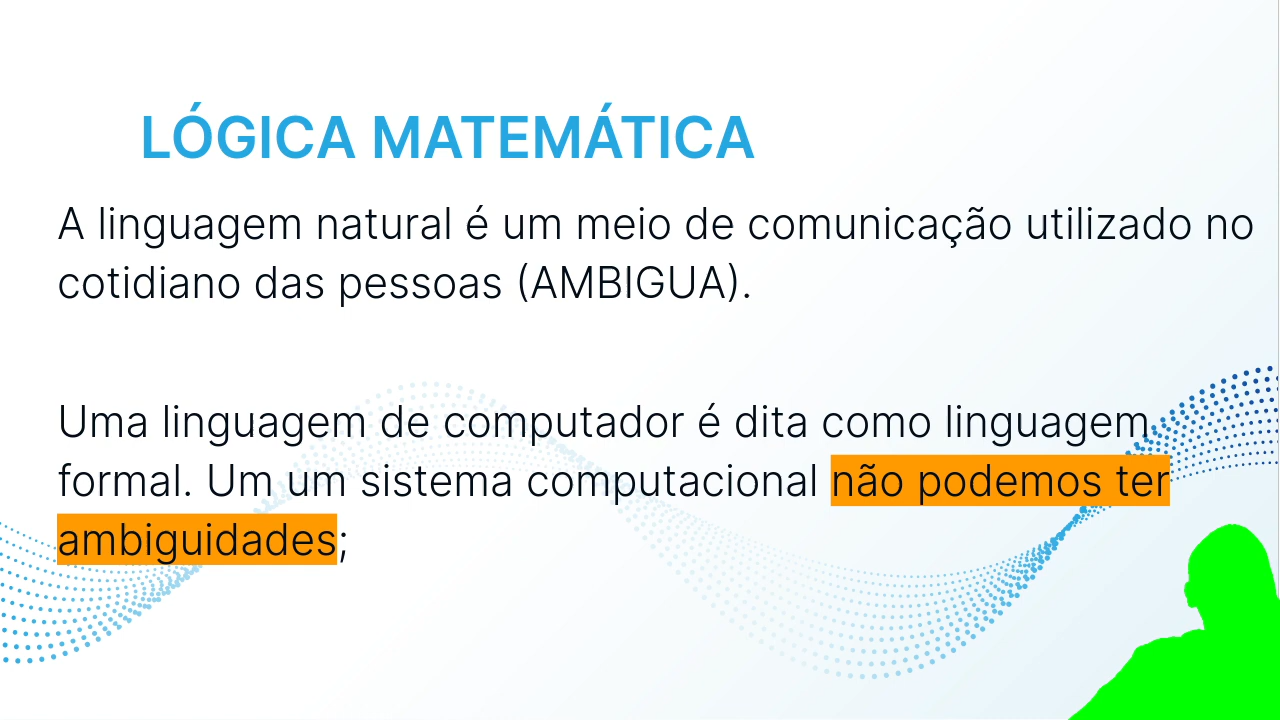 LÓGICA MATEMÁTICA
A linguagem natural é um meio de comunicação utilizado no
cotidiano das pessoas (AMBIGUA).
Uma linguagem de computador é dita como linguagem
formal. Um um sistema computacional não podemos ter
ambiguidades;